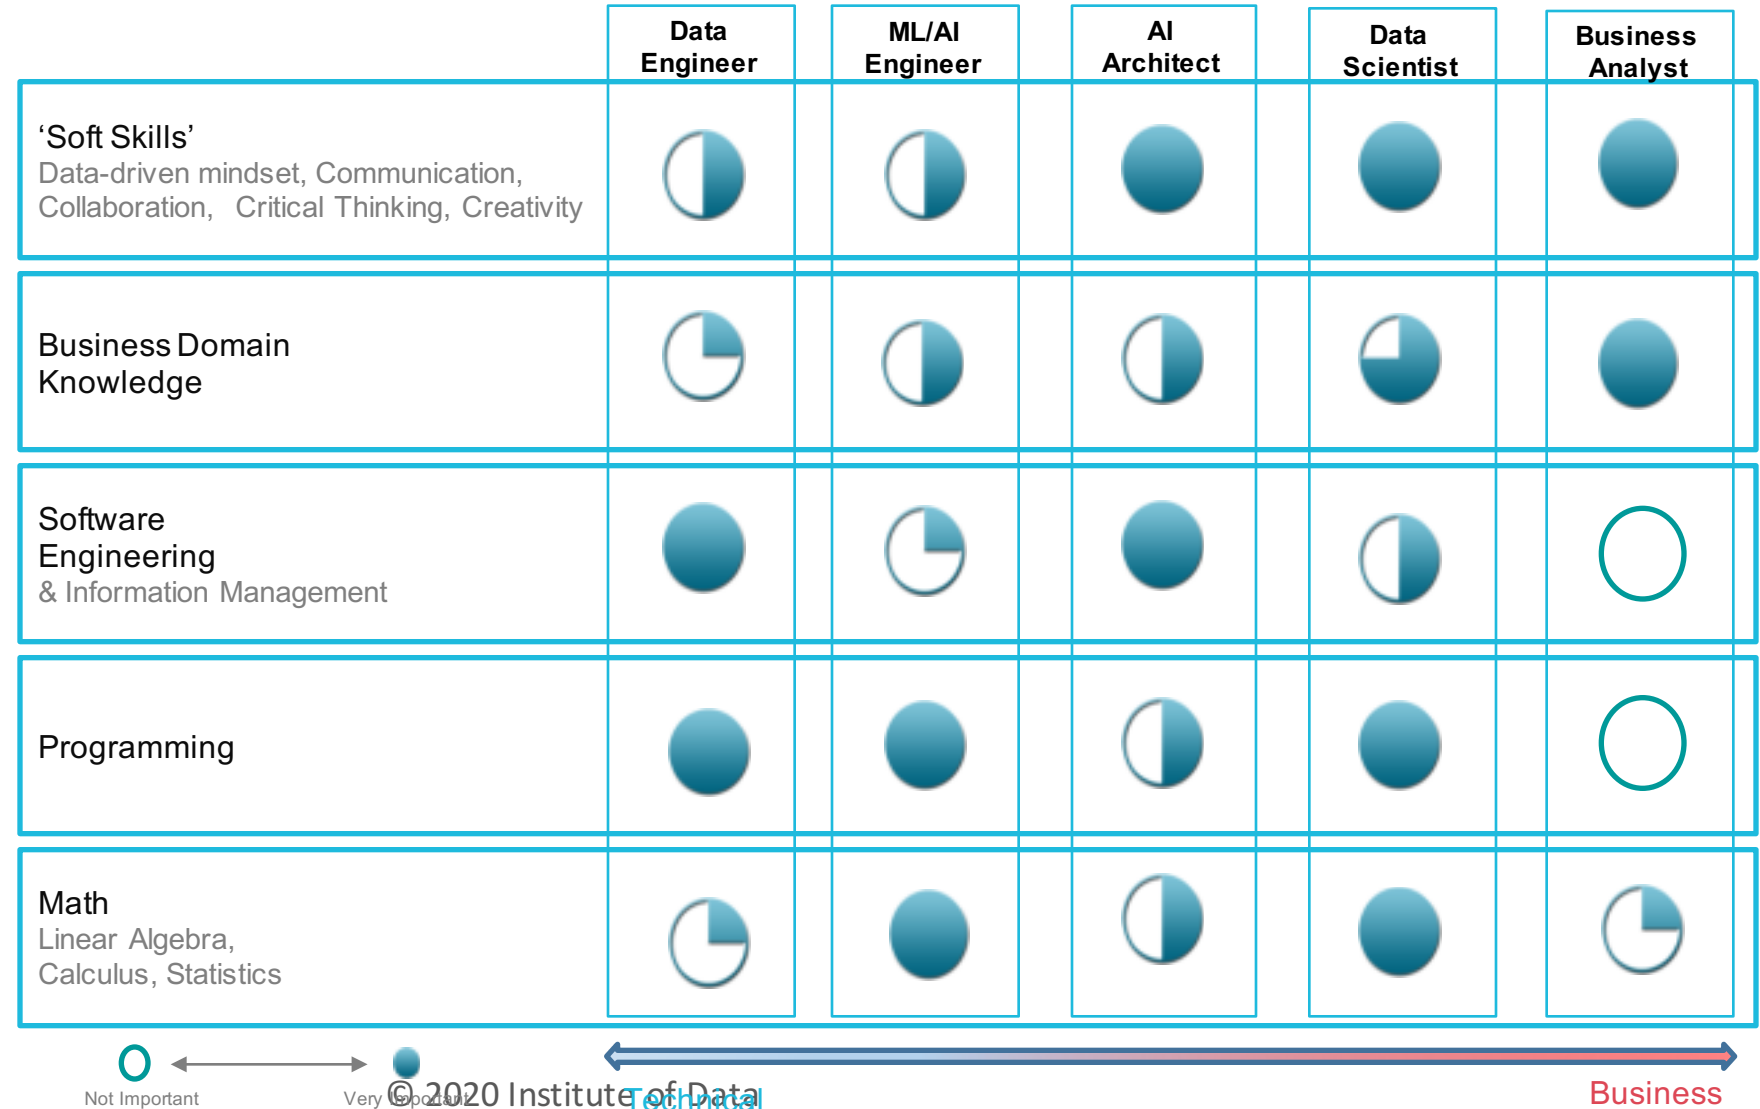 Data
Engineer
ML/AI
Engineer
AI
Architect
Data
Scientist
Business
Analyst
‘Soft Skills’
Data-driven mindset, Communication,
Collaboration, Critical Thinking, Creativity
Business Domain
Knowledge
Software
Engineering
& Information Management
Programming
Math
Linear Algebra,
Calculus, Statistics
Not Important
Very Important
© 2020 Institute of Data
Technical
Business